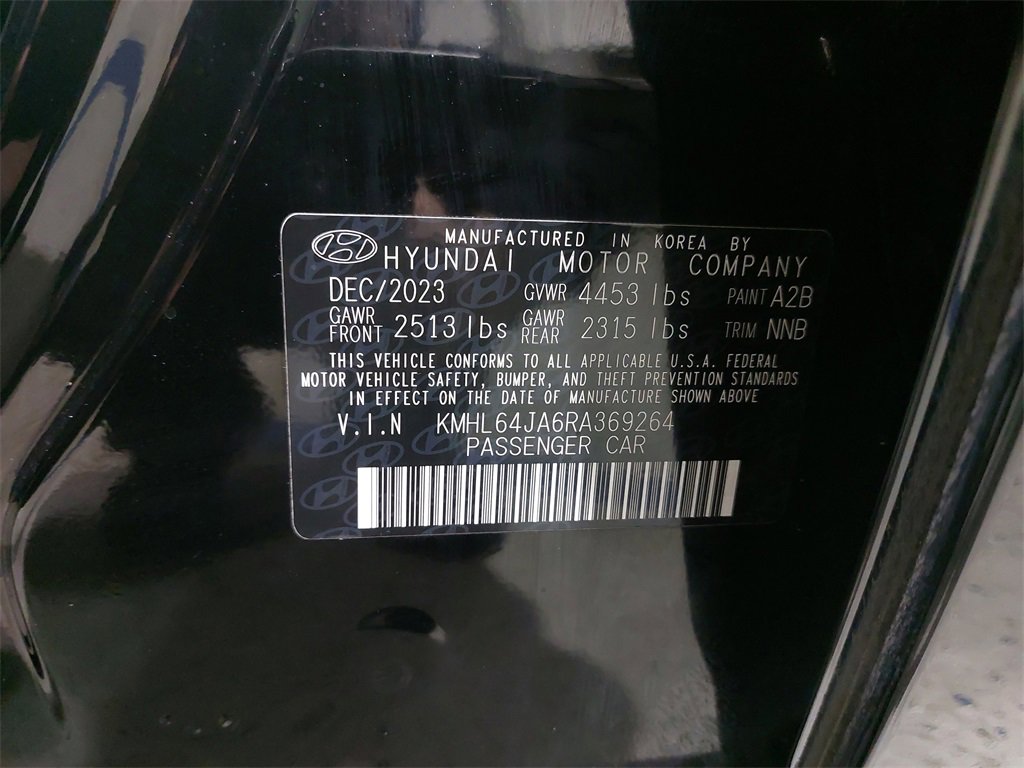 MANUFACTURED IN KOREA BY
HYUNDAI MOTOR COMPANY
DEC/2023 GVWR 4453 lbs PAINT A2B
GAWR FRONT 2513 lbs GAWR REAR 2315 lbs TRIM NNB
THIS VEHICLE CONFORMS TO ALL APPLICABLE U.S.A. FEDERAL
MOTOR VEHICLE SAFETY, BUMPER, AND THEFT PREVENTION STANDARDS
IN EFFECT ON THE DATE OF MANUFACTURE SHOWN ABOVE
V.I.N KMHL64JA6RA369264
PASSENGER CAR